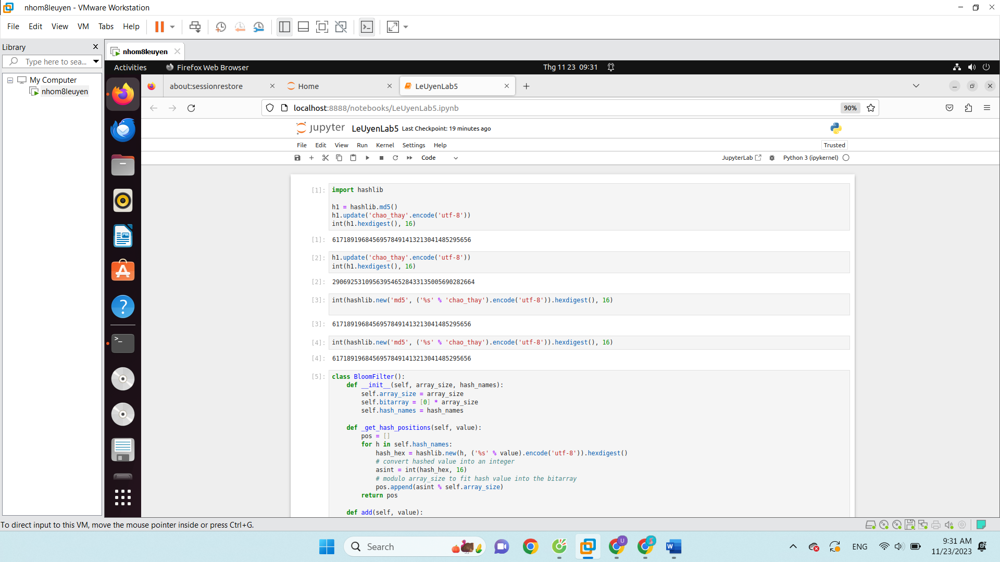 nhom8leuyen - VMware Workstation
File Edit View VM Tabs Help
Library
Type here to sea...
My Computer
nhom8leuyen
nhom8leuyen
Activities
Firefox Web Browser
Thg 11 23 09:31
about:sessionrestore
Home
LeUyenLab5
localhost:8888/notebooks/LeUyenLab5.ipynb
90%
jupyter LeUyenLab5 Last Checkpoint: 19 minutes ago
File Edit View Run Kernel Settings Help
Trusted
Code
JupyterLab
Python 3 (ipykernel)
[1]: import hashlib
h1 = hashlib.md5()
h1.update('chao_thay'.encode('utf-8'))
int(h1.hexdigest(), 16)
[1]: 61718919684569578491413213041485295656
[2]: h1.update('chao_thay'.encode('utf-8'))
int(h1.hexdigest(), 16)
[2]: 290692531095639546528433135005690282664
[3]: int(hashlib.new('md5', ('%s' % 'chao_thay').encode('utf-8')).hexdigest(), 16)
[3]: 61718919684569578491413213041485295656
[4]: int(hashlib.new('md5', ('%s' % 'chao_thay').encode('utf-8')).hexdigest(), 16)
[4]: 61718919684569578491413213041485295656
[5]: class BloomFilter():
    def __init__(self, array_size, hash_names):
        self.array_size = array_size
        self.bitarray = [0] * array_size
        self.hash_names = hash_names
    def _get_hash_positions(self, value):
        pos = []
        for h in self.hash_names:
            hash_hex = hashlib.new(h, ('%s' % value).encode('utf-8')).hexdigest()
            # convert hashed value into an integer
            asint = int(hash_hex, 16)
            # modulo array_size to fit hash value into the bitarray
            pos.append(asint % self.array_size)
        return pos
    def add(self, value):
To direct input to this VM, move the mouse pointer inside or press Ctrl+G.
Search
U
ENG
9:31 AM
11/23/2023